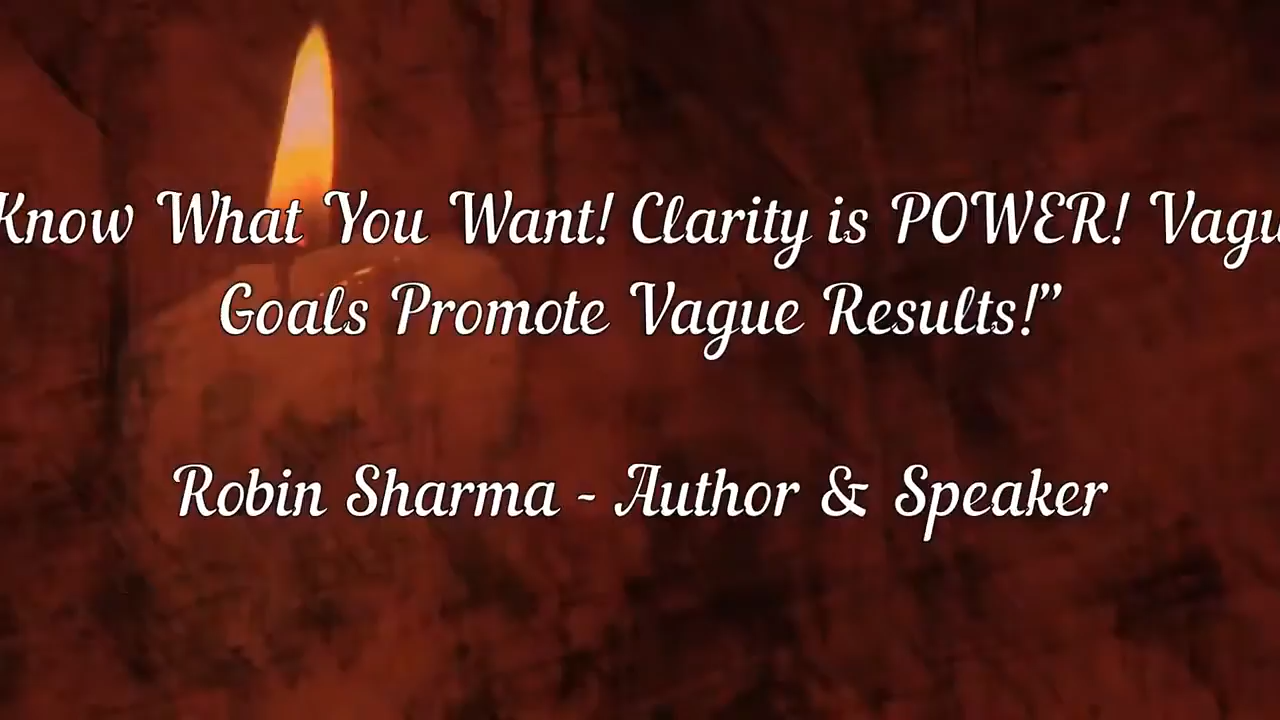 Know What You Want! Clarity is POWER! Vagu
Goals Promote Vague Results!”
Robin Sharma - Author & Speaker